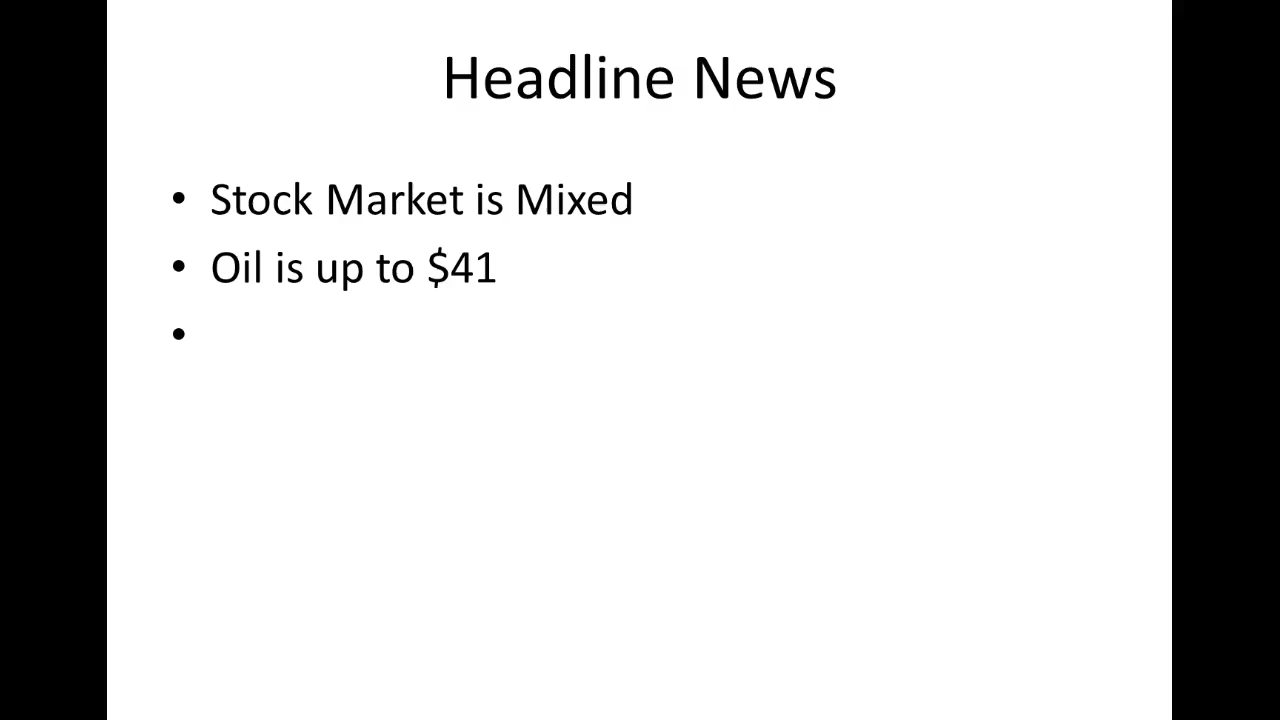 Headline News
• Stock Market is Mixed
• Oil is up to $41
•